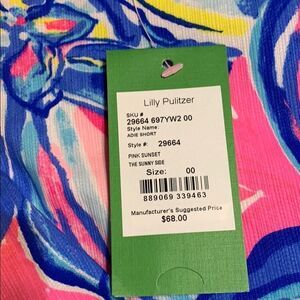 Lilly Pulitzer
SKU #
29664 697YW2 00
Style Name:
ADIE SHORT
Style #: 29664
PINK SUNSET
THE SUNNY SIDE
Size: 00
889069 339463
Manufacturer's Suggested Price
$68.00